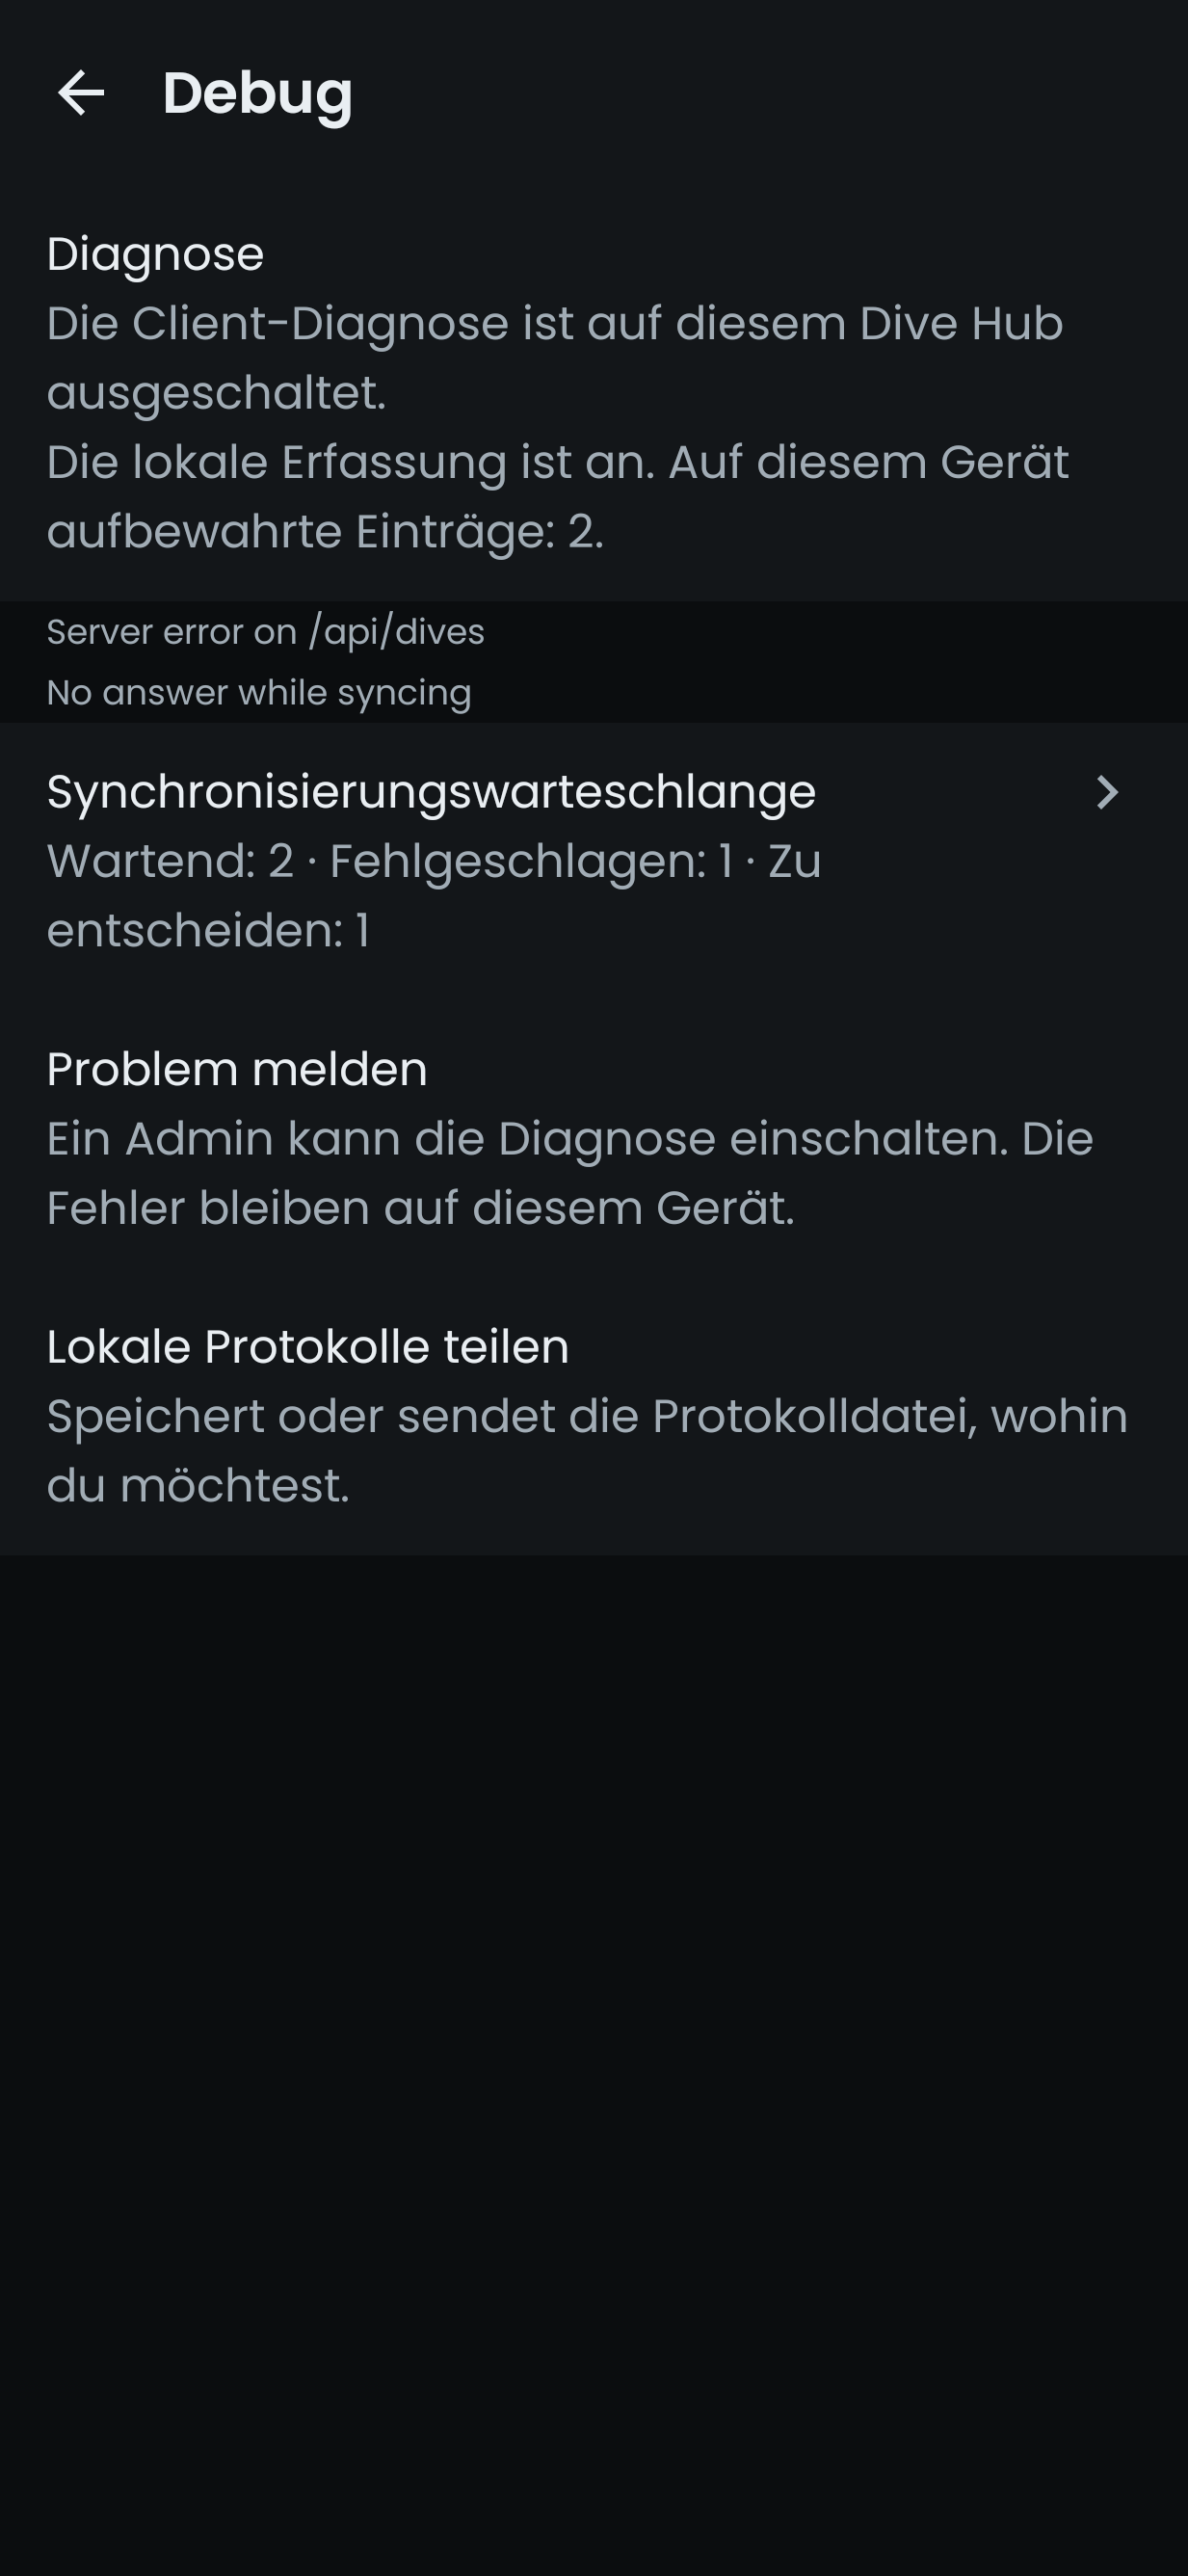 Debug
Diagnose
Die Client-Diagnose ist auf diesem Dive Hub
ausgeschaltet.
Die lokale Erfassung ist an. Auf diesem Gerät
aufbewahrte Einträge: 2.
Server error on /api/dives
No answer while syncing
Synchronisierungswarteschlange
Wartend: 2 · Fehlgeschlagen: 1 · Zu
entscheiden: 1
Problem melden
Ein Admin kann die Diagnose einschalten. Die
Fehler bleiben auf diesem Gerät.
Lokale Protokolle teilen
Speichert oder sendet die Protokolldatei, wohin
du möchtest.